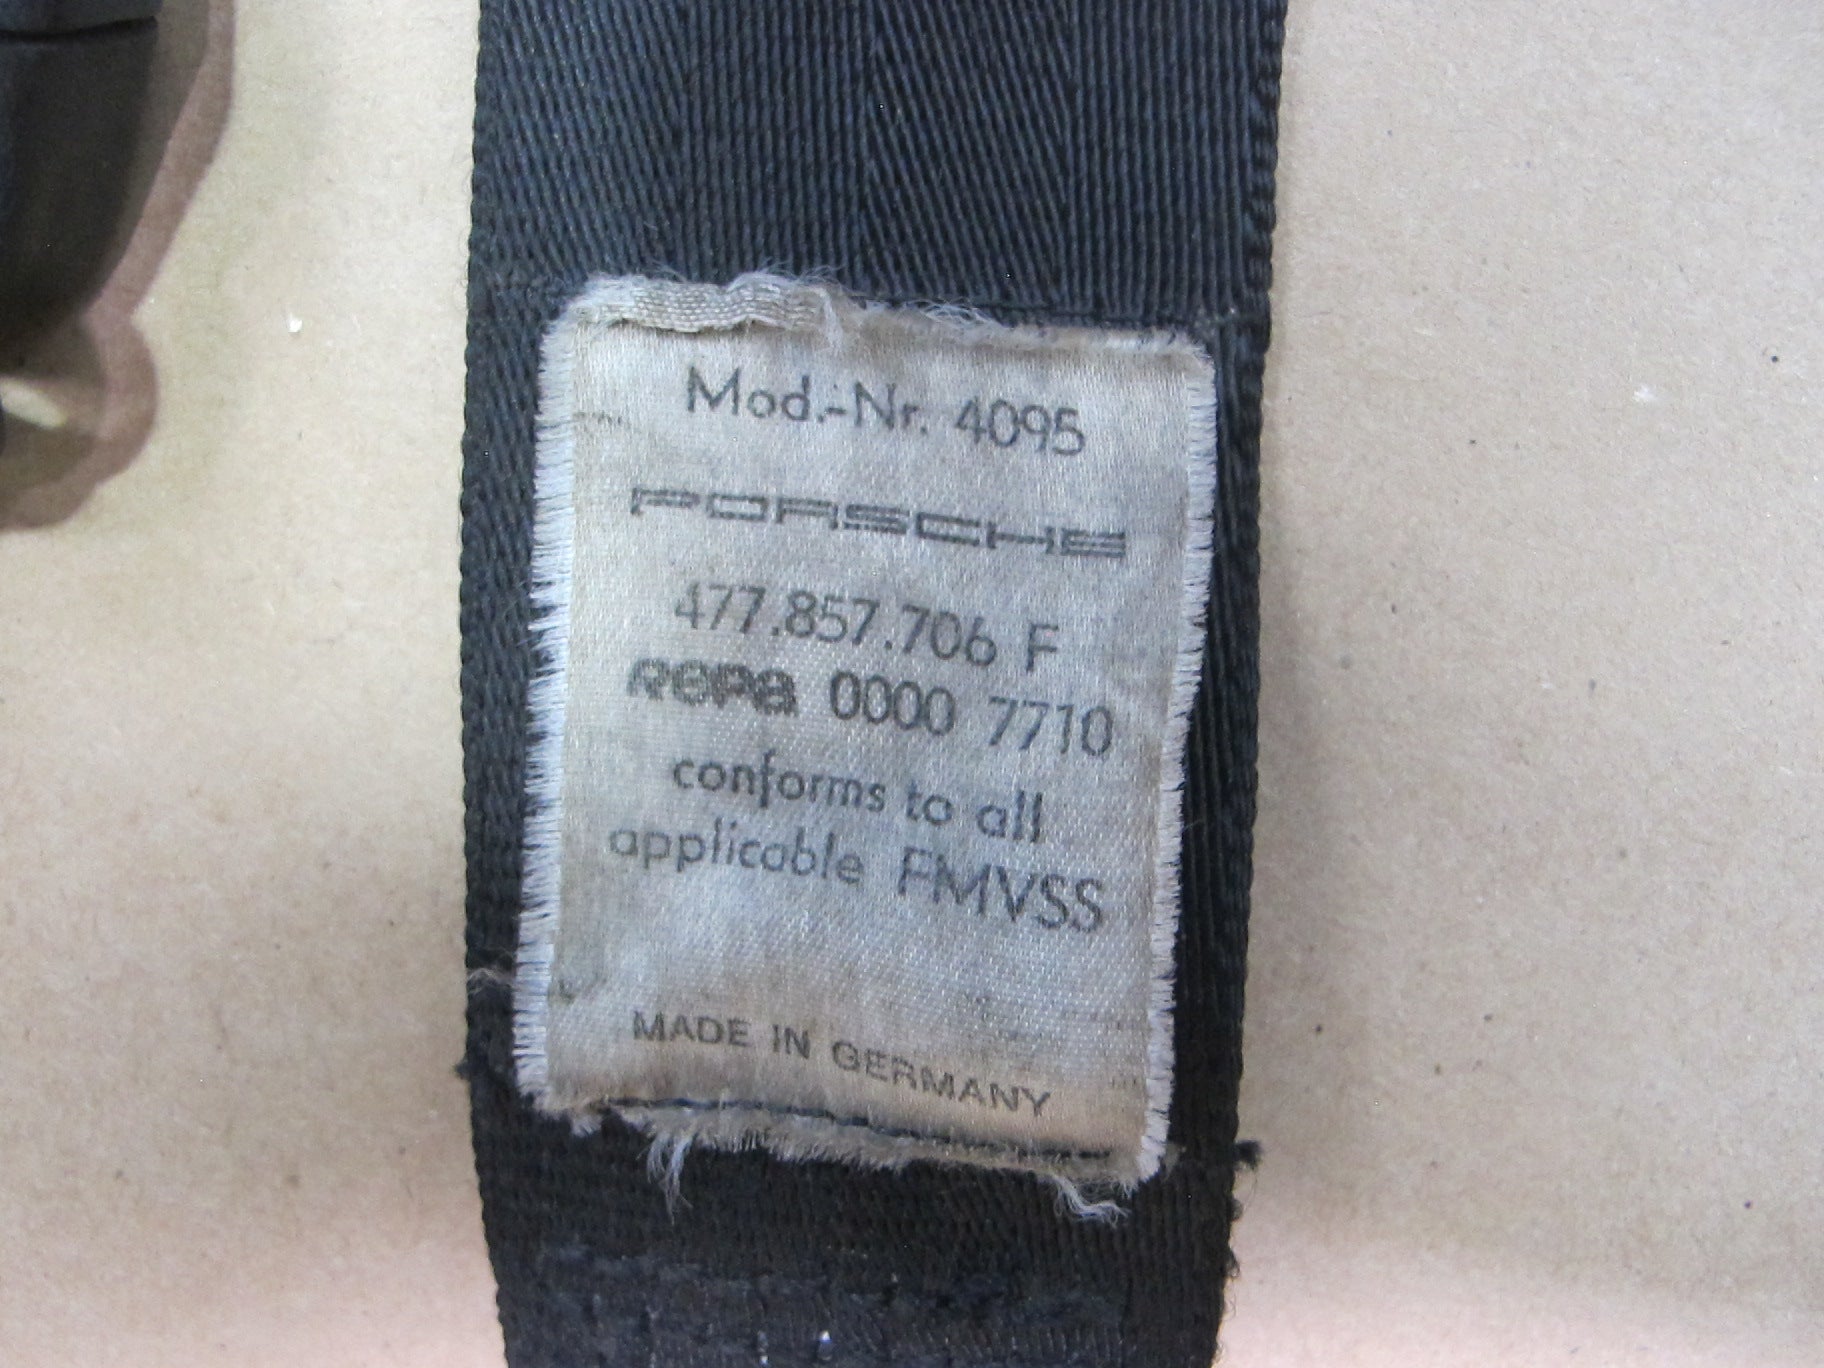 Mod.-Nr. 4095
PORSCHE
477.857.706 F
REPA 0000 7710
conforms to all
applicable FMVSS
MADE IN GERMANY